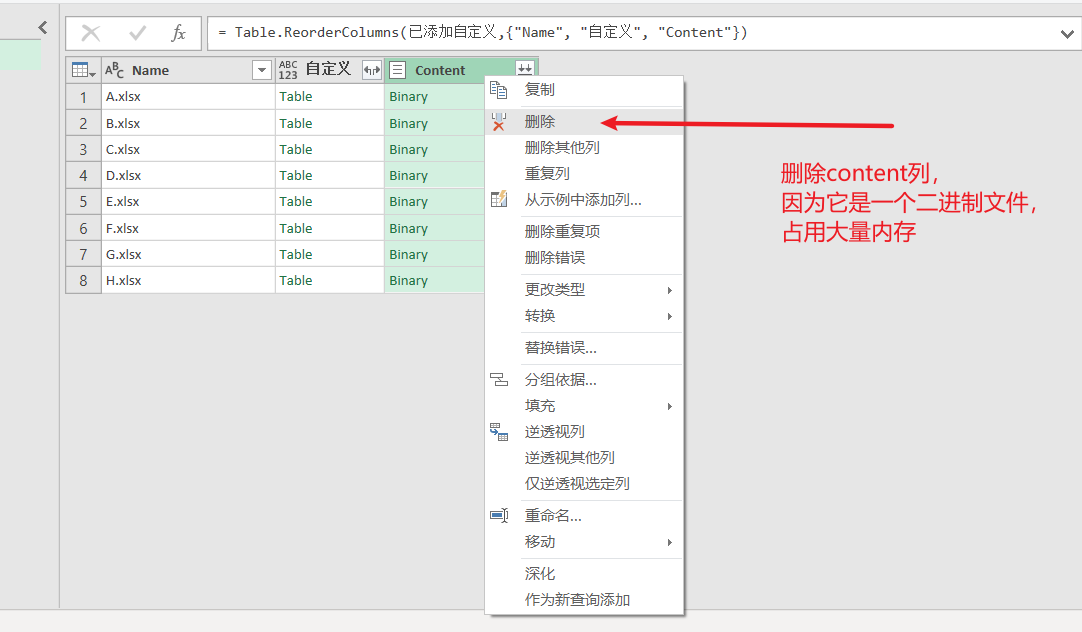 = Table.ReorderColumns(已添加自定义,{"Name", "自定义", "Content"})
ABC Name
ABC 123 自定义
Content
1 A.xlsx Table Binary
2 B.xlsx Table Binary
3 C.xlsx Table Binary
4 D.xlsx Table Binary
5 E.xlsx Table Binary
6 F.xlsx Table Binary
7 G.xlsx Table Binary
8 H.xlsx Table Binary
复制
删除
删除其他列
重复列
从示例中添加列...
删除重复项
删除错误
更改类型
转换
替换错误...
分组依据...
填充
逆透视列
逆透视其他列
仅逆透视选定列
重命名...
移动
深化
作为新查询添加
删除content列，
因为它是一个二进制文件，
占用大量内存